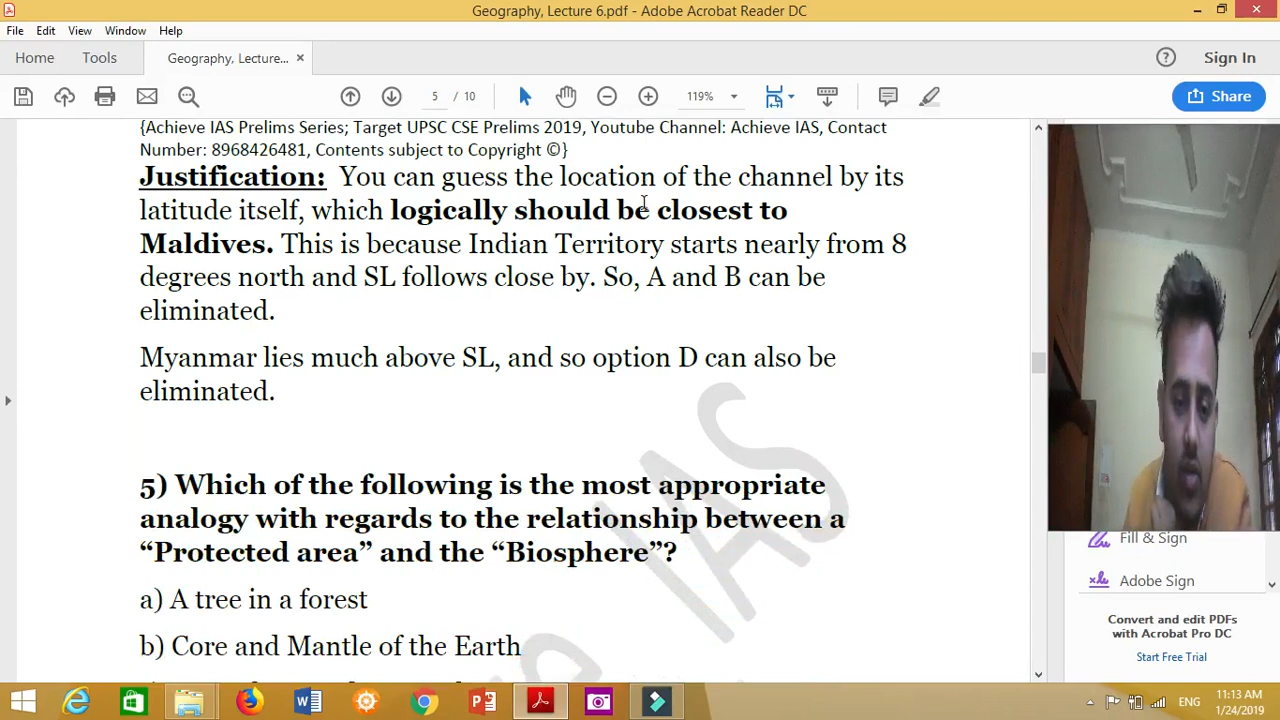 Geography, Lecture 6.pdf - Adobe Acrobat Reader DC
File Edit View Window Help
Home Tools Geography, Lecture... × Sign In
5 / 10 119% Share
{Achieve IAS Prelims Series; Target UPSC CSE Prelims 2019, Youtube Channel: Achieve IAS, Contact
Number: 8968426481, Contents subject to Copyright ©}
Justification: You can guess the location of the channel by its
latitude itself, which logically should be closest to
Maldives. This is because Indian Territory starts nearly from 8
degrees north and SL follows close by. So, A and B can be
eliminated.
Myanmar lies much above SL, and so option D can also be
eliminated.
5) Which of the following is the most appropriate
analogy with regards to the relationship between a
“Protected area” and the “Biosphere”?
a) A tree in a forest
b) Core and Mantle of the Earth
IAS
Fill & Sign
Adobe Sign
Convert and edit PDFs
with Acrobat Pro DC
Start Free Trial
ENG
11:13 AM
1/24/2019